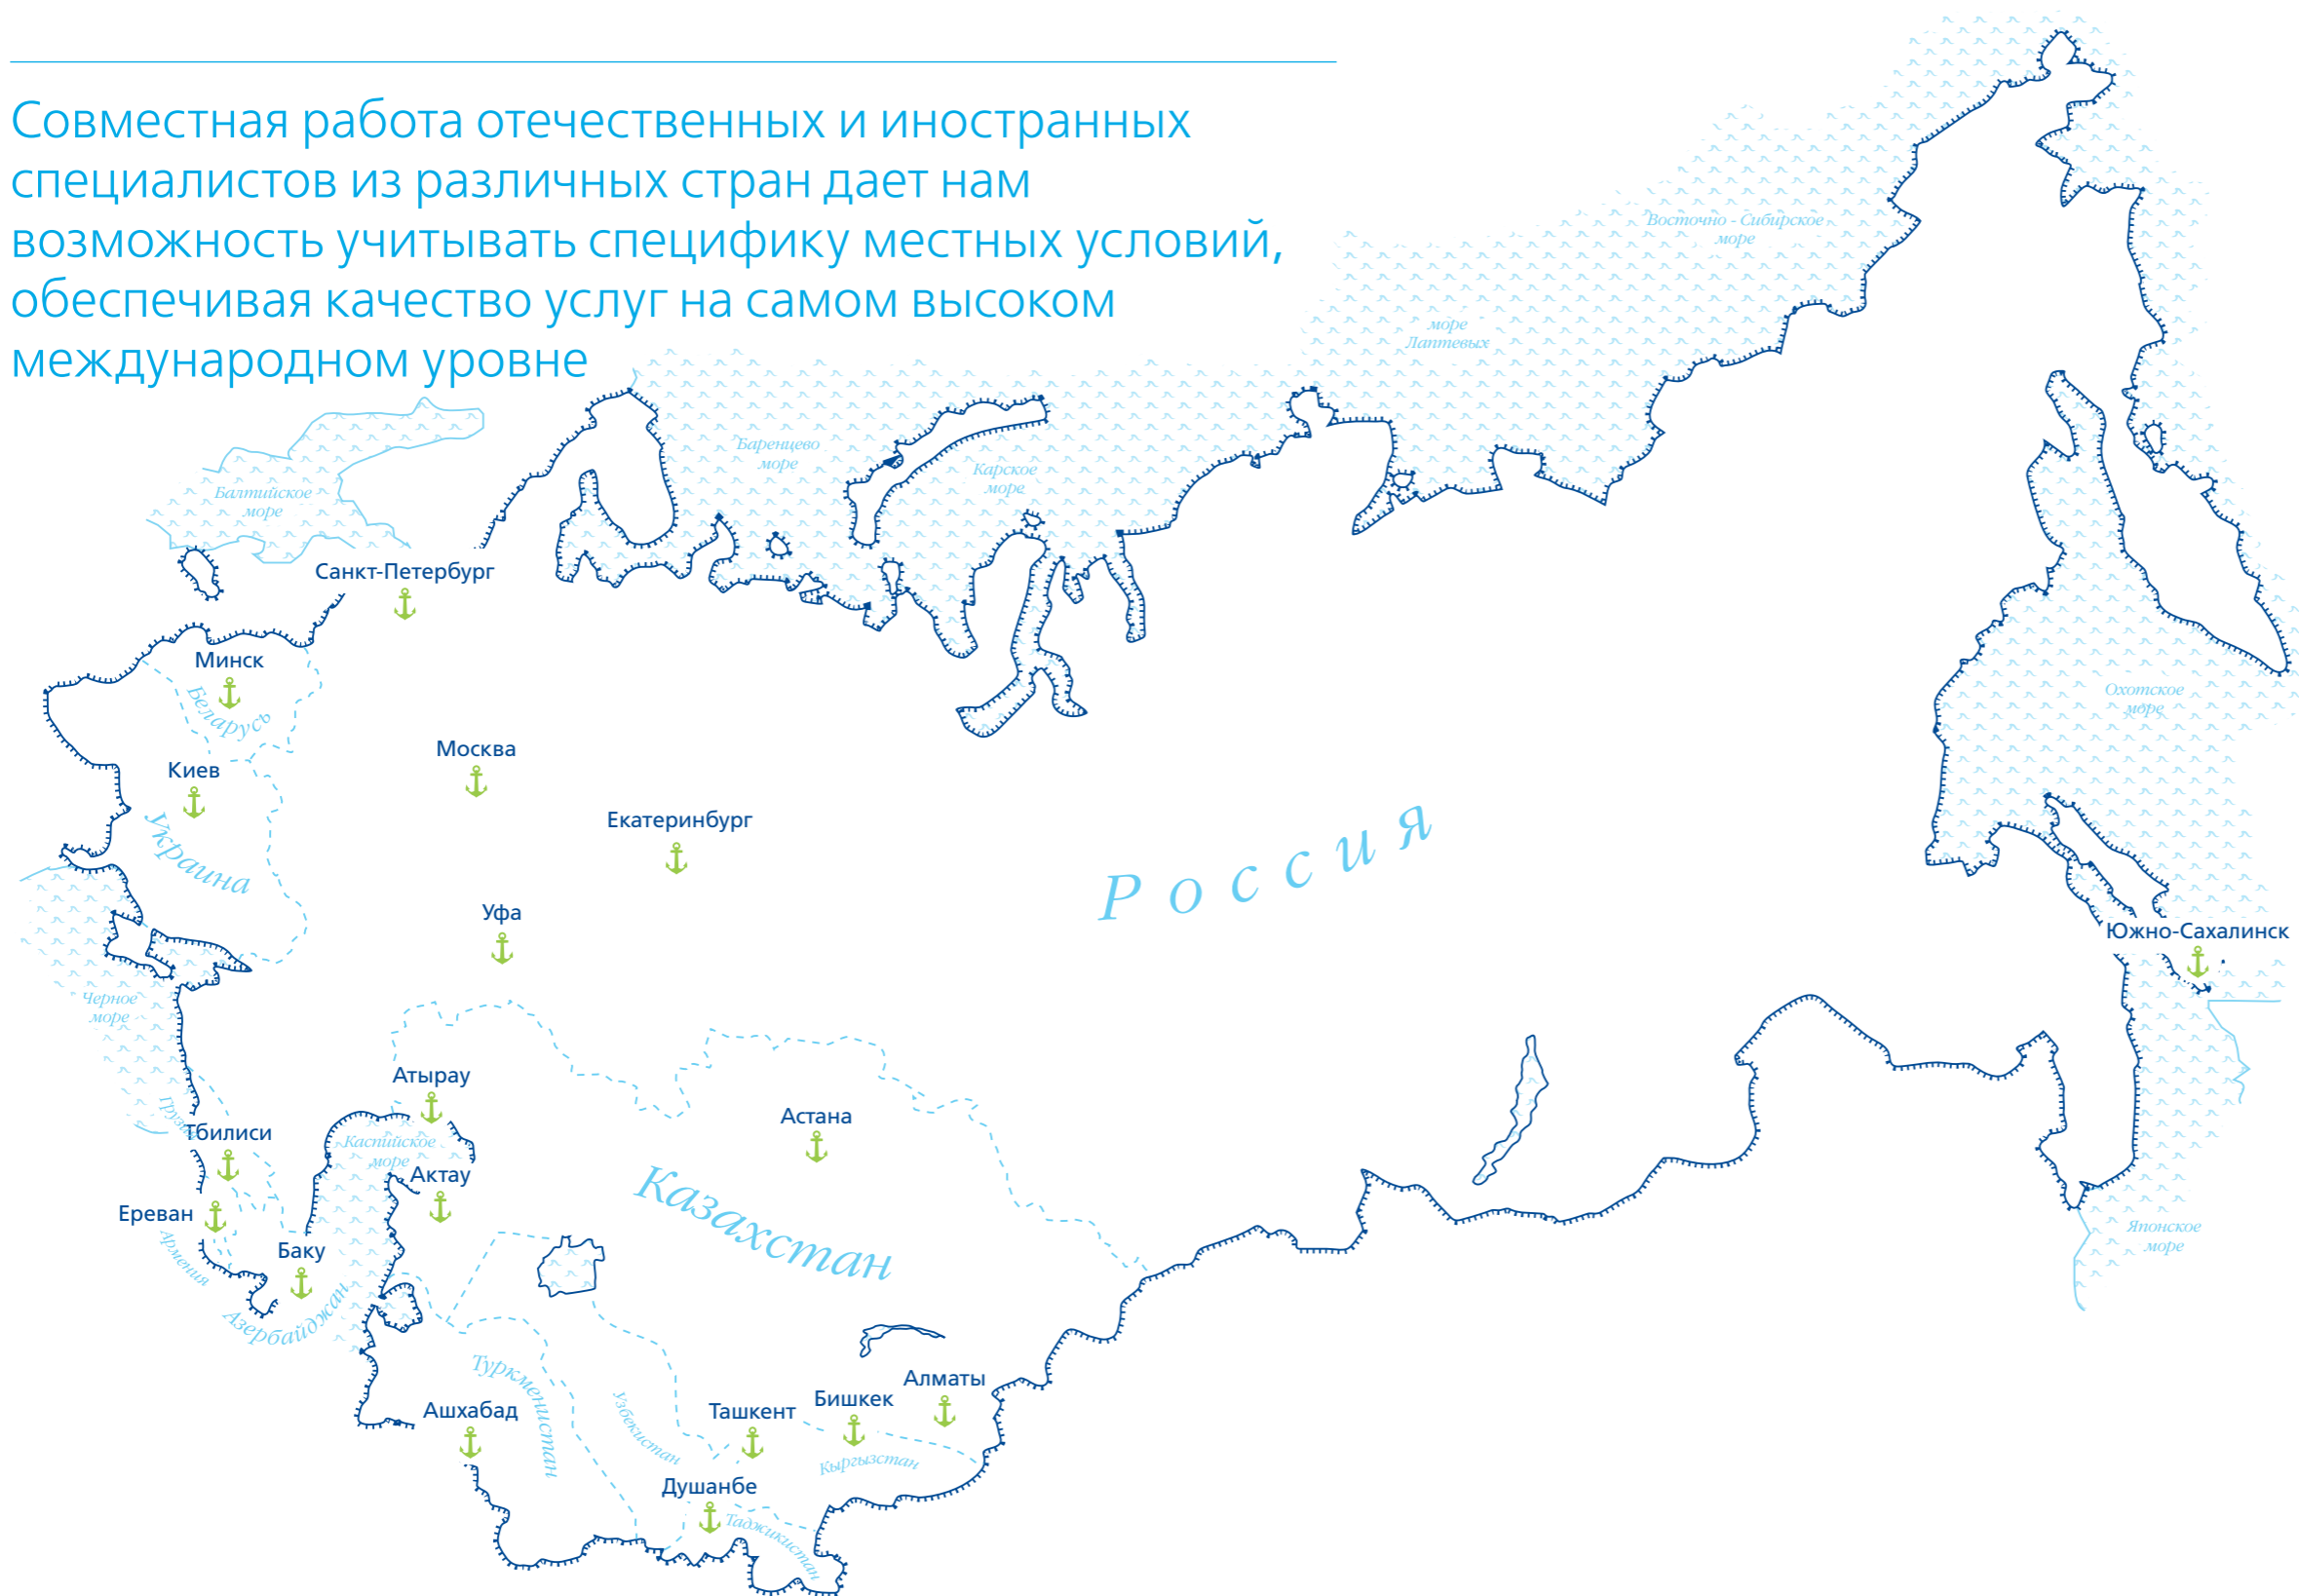 Совместная работа отечественных и иностранных
специалистов из различных стран дает нам
возможность учитывать специфику местных условий,
обеспечивая качество услуг на самом высоком
международном уровне
Восточно - Сибирское
море
море
Лаптевых
Баренцево
море
Карское
море
Балтийское
море
Санкт-Петербург
Минск
Беларусь
Охотское
море
Москва
Киев
Екатеринбург
Украина
Россия
Уфа
Южно-Сахалинск
Черное
море
Атырау
Грузия
Астана
Тбилиси
Каспийское
море
Актау
Казахстан
Ереван
Армения
Баку
Японское
море
Азербайджан
Туркменистан
Алматы
Бишкек
Ашхабад
Ташкент
Узбекистан
Кыргызстан
Душанбе
Таджикистан